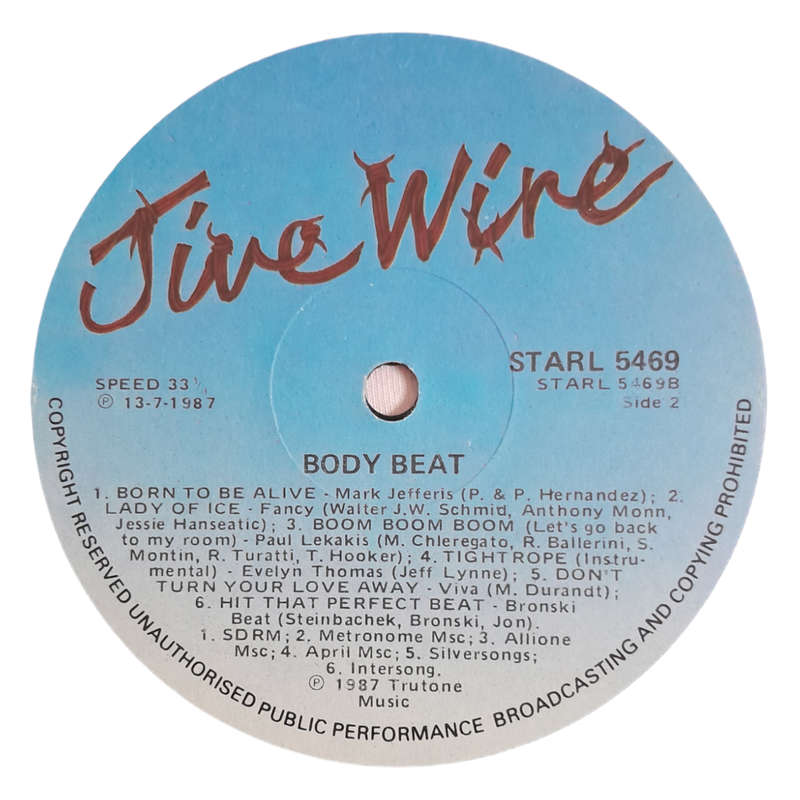 Jive Wire
STARL 5469
SPEED 33⅓
STARL 5469B
℗ 13-7-1987
Side 2
BODY BEAT
1. BORN TO BE ALIVE - Mark Jefferis (P. & P. Hernandez); 2.
LADY OF ICE - Fancy (Walter J.W. Schmid, Anthony Monn,
Jessie Hanseatic); 3. BOOM BOOM BOOM (Let's go back
to my room) - Paul Lekakis (M. Chleregato, R. Ballerini, S.
Montin, R. Turatti, T. Hooker); 4. TIGHTROPE (Instru-
mental) - Evelyn Thomas (Jeff Lynne); 5. DON'T
TURN YOUR LOVE AWAY - Viva (M. Durandt);
6. HIT THAT PERFECT BEAT - Bronski
Beat (Steinbachek, Bronski, Jon).
1. SDRM; 2. Metronome Msc; 3. Allione
Msc; 4. April Msc; 5. Silversongs;
6. Intersong.
℗ 1987 Trutone
Music
COPYRIGHT RESERVED UNAUTHORISED PUBLIC PERFORMANCE BROADCASTING AND COPYING PROHIBITED